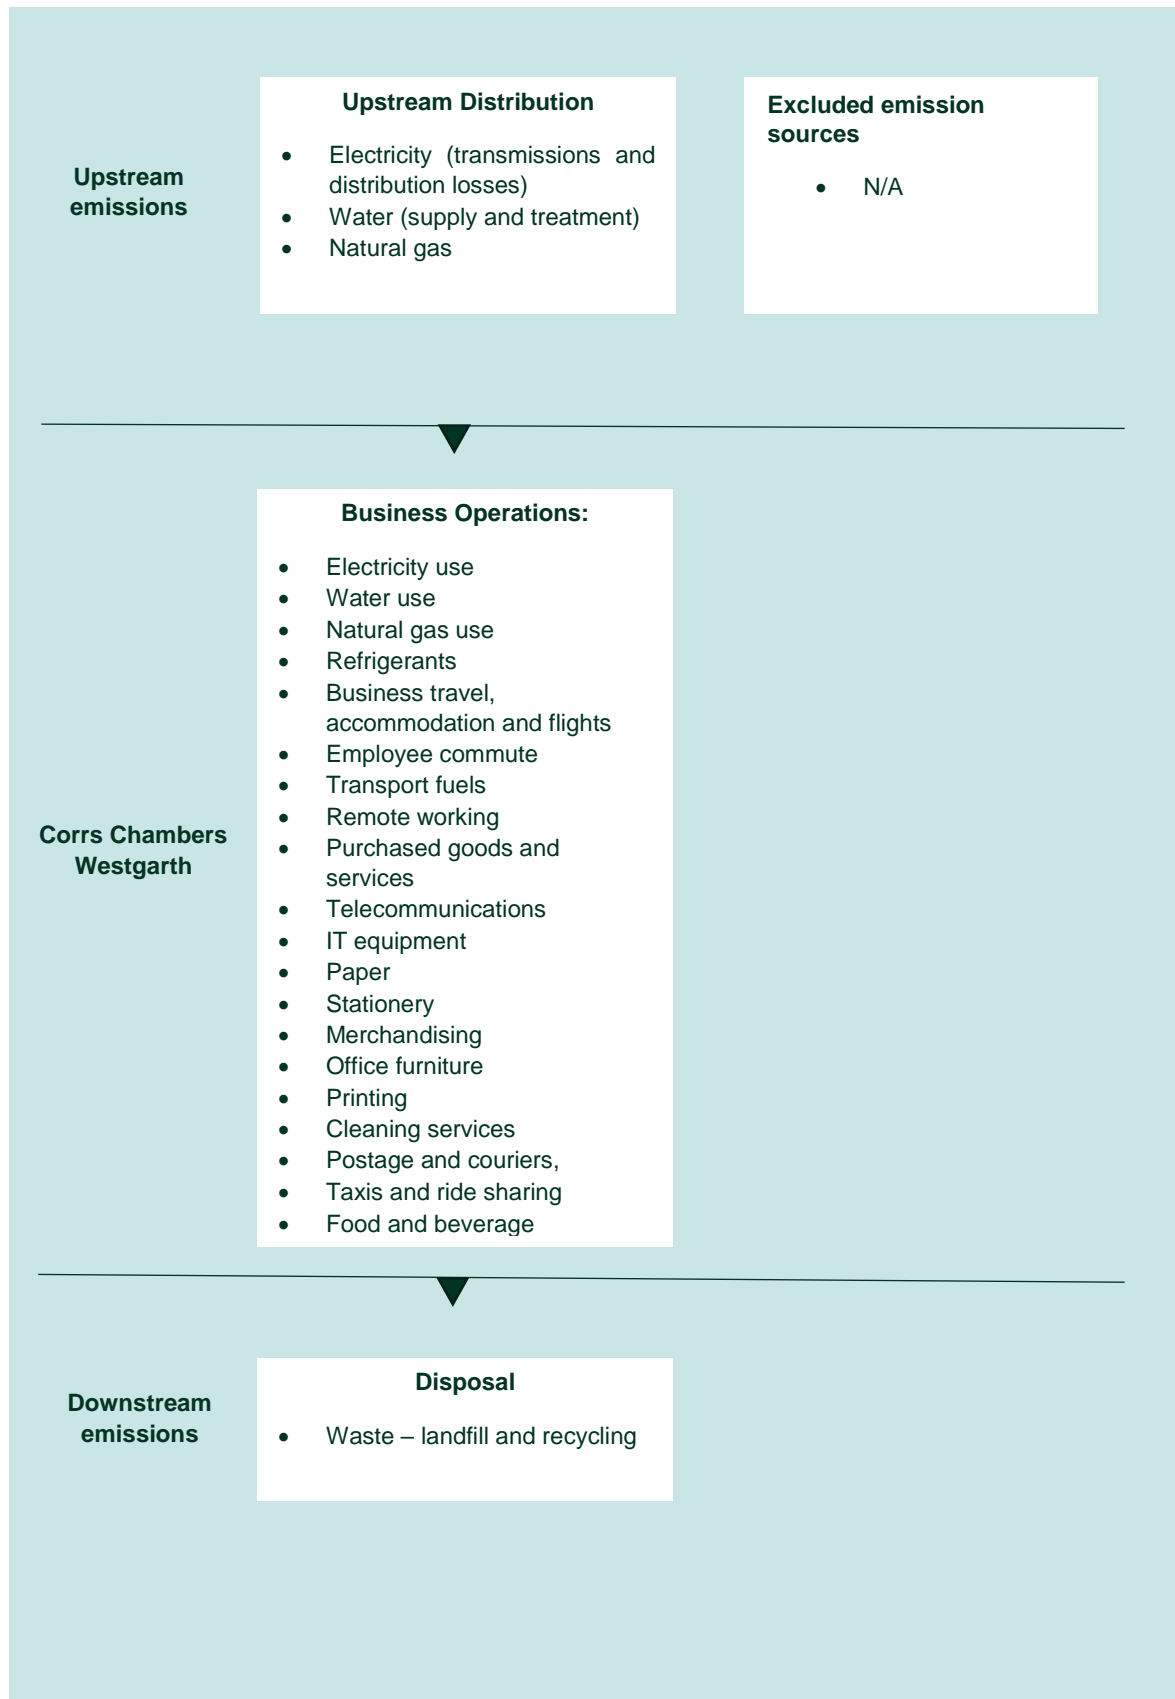 Upstream
emissions
Upstream Distribution
• Electricity (transmissions and
distribution losses)
• Water (supply and treatment)
• Natural gas
Excluded emission
sources
• N/A
Corrs Chambers
Westgarth
Business Operations:
• Electricity use
• Water use
• Natural gas use
• Refrigerants
• Business travel,
accommodation and flights
• Employee commute
• Transport fuels
• Remote working
• Purchased goods and
services
• Telecommunications
• IT equipment
• Paper
• Stationery
• Merchandising
• Office furniture
• Printing
• Cleaning services
• Postage and couriers,
• Taxis and ride sharing
• Food and beverage
Downstream
emissions
Disposal
• Waste – landfill and recycling